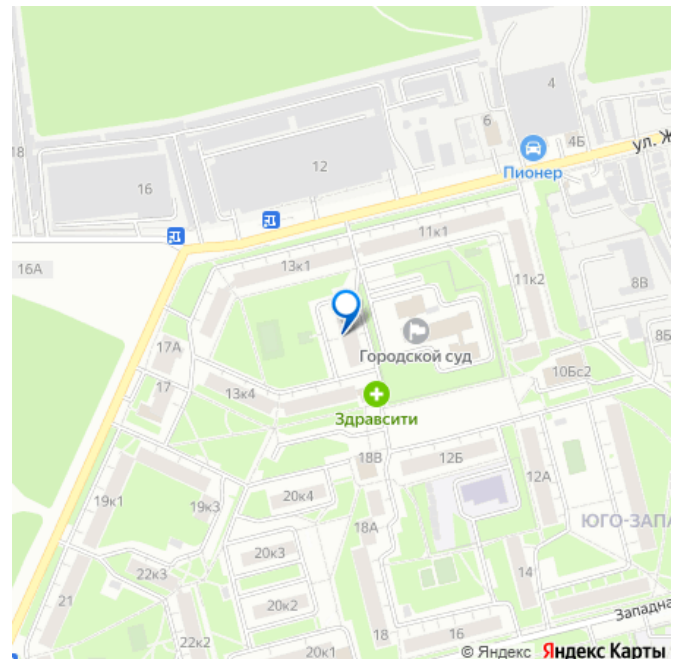 4
6
4Б
ул. Ж
Пионер
18
16
12
11к1
16А
13к1
11к2
8В
8Б
Городской суд
17А
17
13к4
10Бс2
Здравсити
18В
12Б
12А
19к1
19к3
20к4
18А
ЮГО-ЗАПА
20к3
22к3
14
21
20к2
Западна
22к2
20к1
18
16
© Яндекс Яндекс Карты